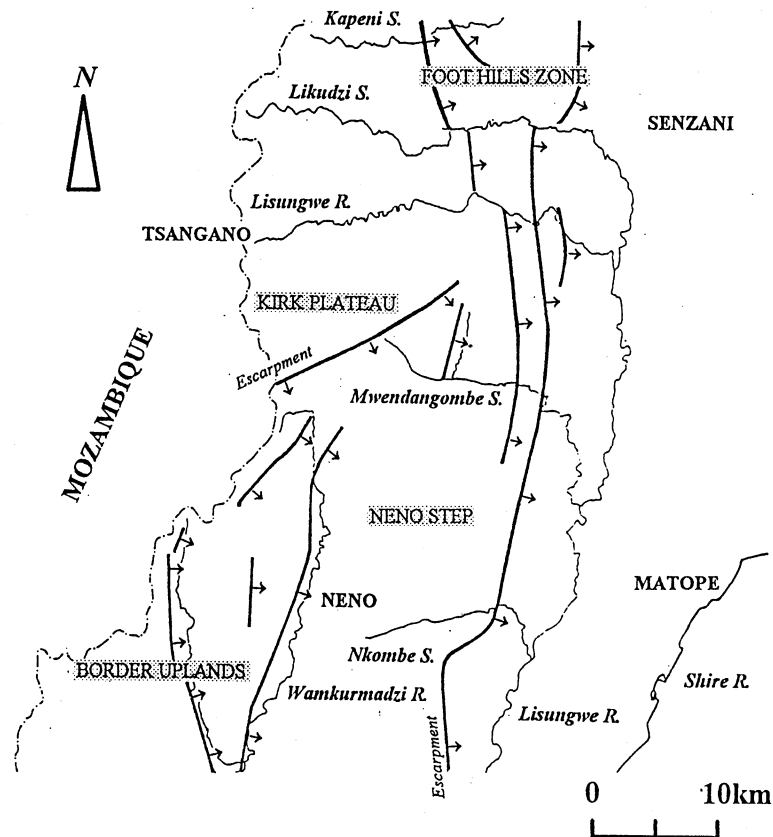 Kapeni S.
N
FOOT HILLS ZONE
Likudzi S.
SENZANI
Lisungwe R.
TSANGANO
KIRK PLATEAU
Escarpment
MOZAMBIQUE
Mwendangombe S.
NENO STEP
MATOPE
NENO
Nkombe S.
BORDER UPLANDS
Shire R.
Wamkurmadzi R.
Lisungwe R.
Escarpment
0 10km